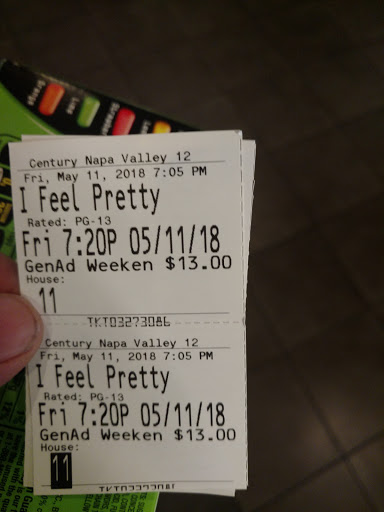 Orange
Lime
Century Napa Valley 12
Fri, May 11, 2018 7:05 PM
I Feel Pretty
Rated: PG-13
Fri 7:20P 05/11/18
GenAd Weeken $13.00
House:
11
TKT03273086
Century Napa Valley 12
Fri, May 11, 2018 7:05 PM
I Feel Pretty
Rated: PG-13
Fri 7:20P 05/11/18
GenAd Weeken $13.00
House:
11